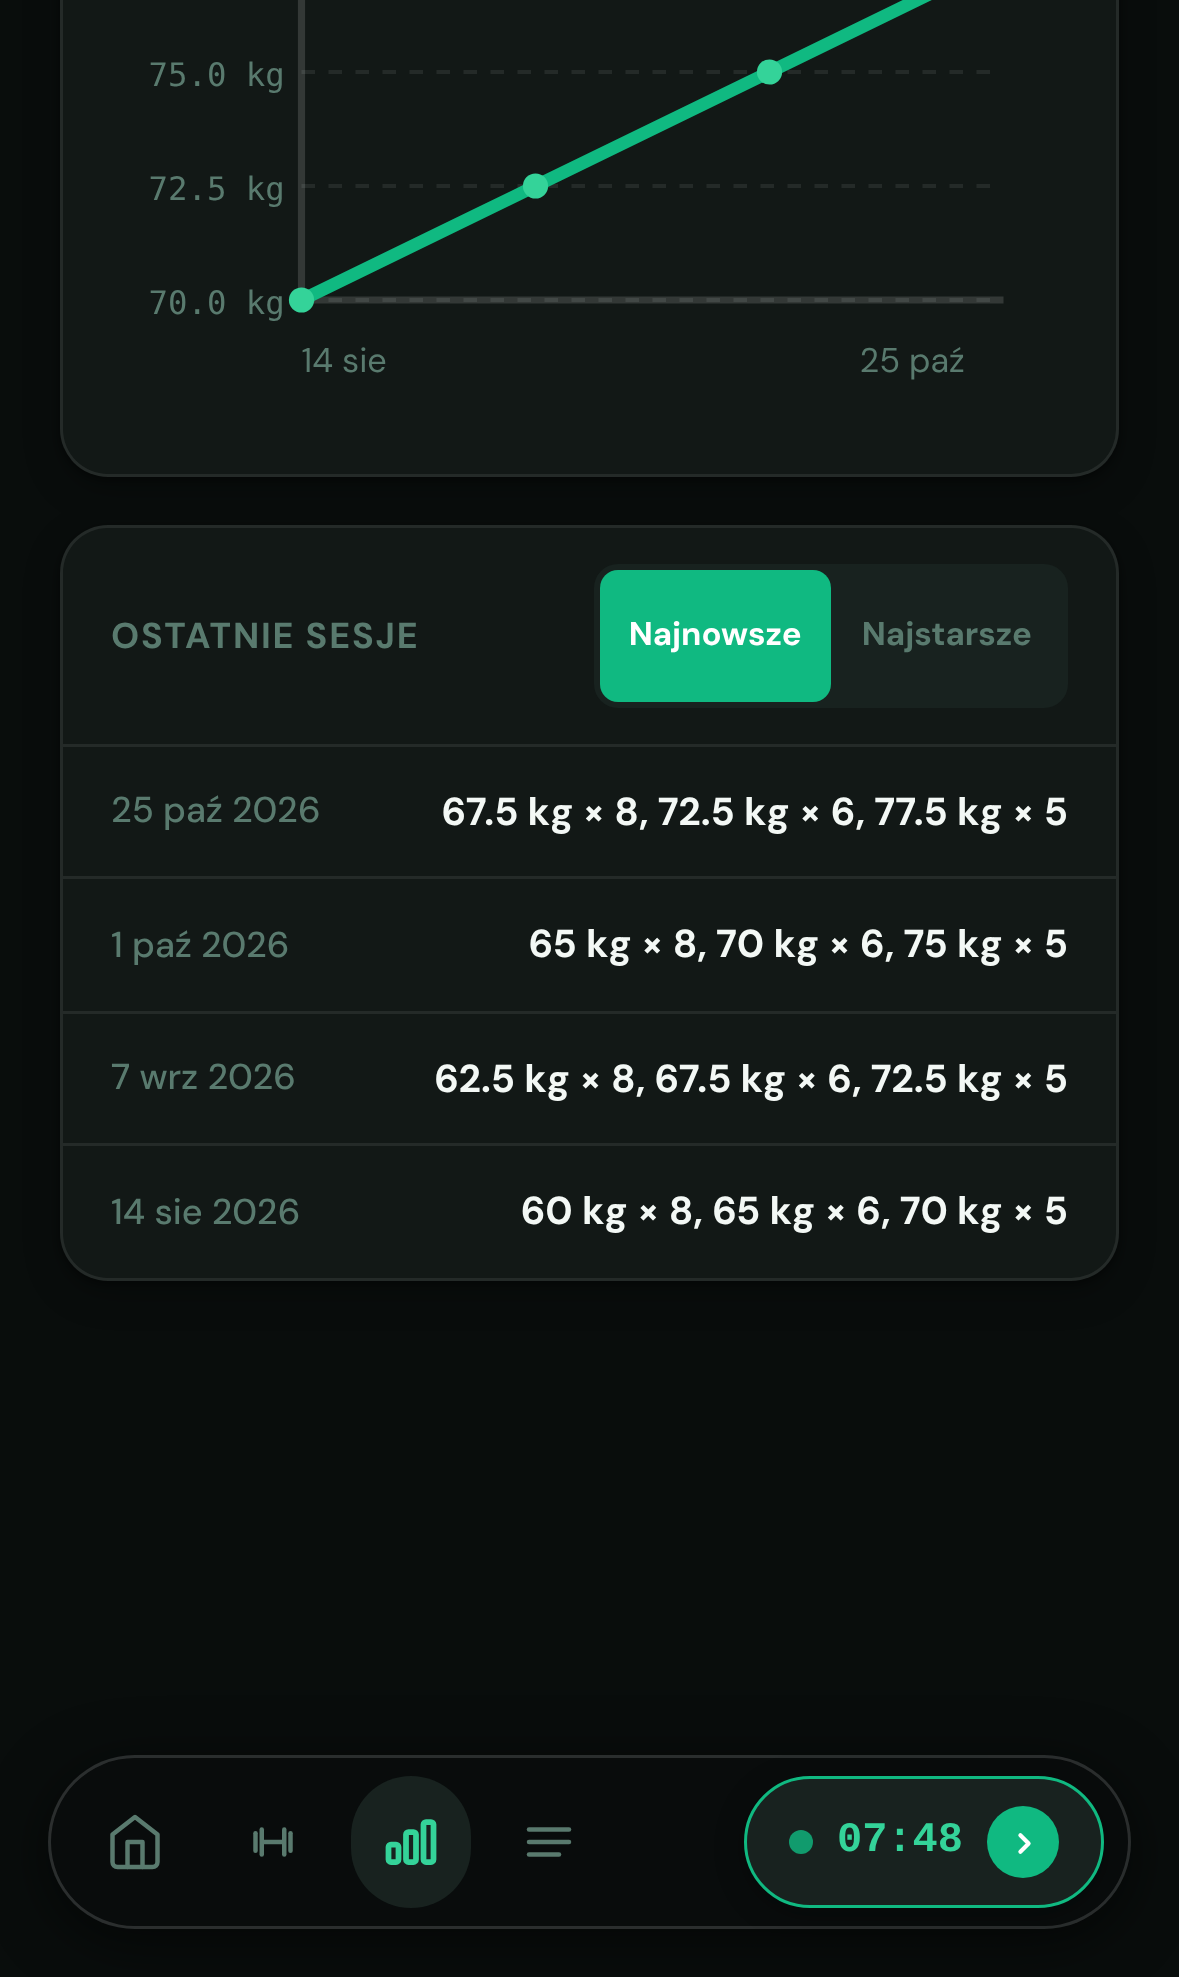 75.0 kg
72.5 kg
70.0 kg
14 sie 25 paź
OSTATNIE SESJE Najnowsze Najstarsze
25 paź 2026 67.5 kg × 8, 72.5 kg × 6, 77.5 kg × 5
1 paź 2026 65 kg × 8, 70 kg × 6, 75 kg × 5
7 wrz 2026 62.5 kg × 8, 67.5 kg × 6, 72.5 kg × 5
14 sie 2026 60 kg × 8, 65 kg × 6, 70 kg × 5
07:48